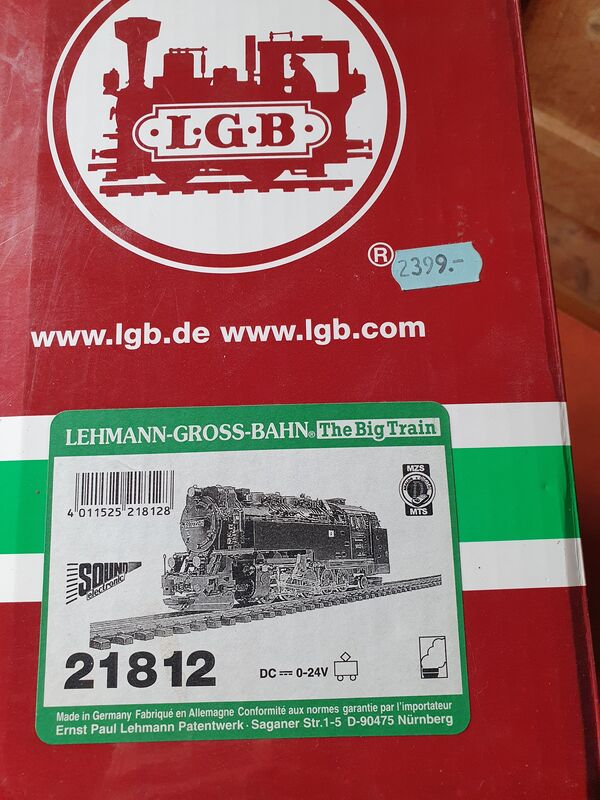 L·G·B·
®
2399.-
www.lgb.de www.lgb.com
LEHMANN-GROSS-BAHN® The Big Train
4 011525 218128
MZS
MTS
SOUND
electronic
21812
DC 0-24V
Made in Germany Fabriqué en Allemagne Conformité aux normes garantie par l'importateur
Ernst Paul Lehmann Patentwerk · Saganer Str.1-5 D-90475 Nürnberg